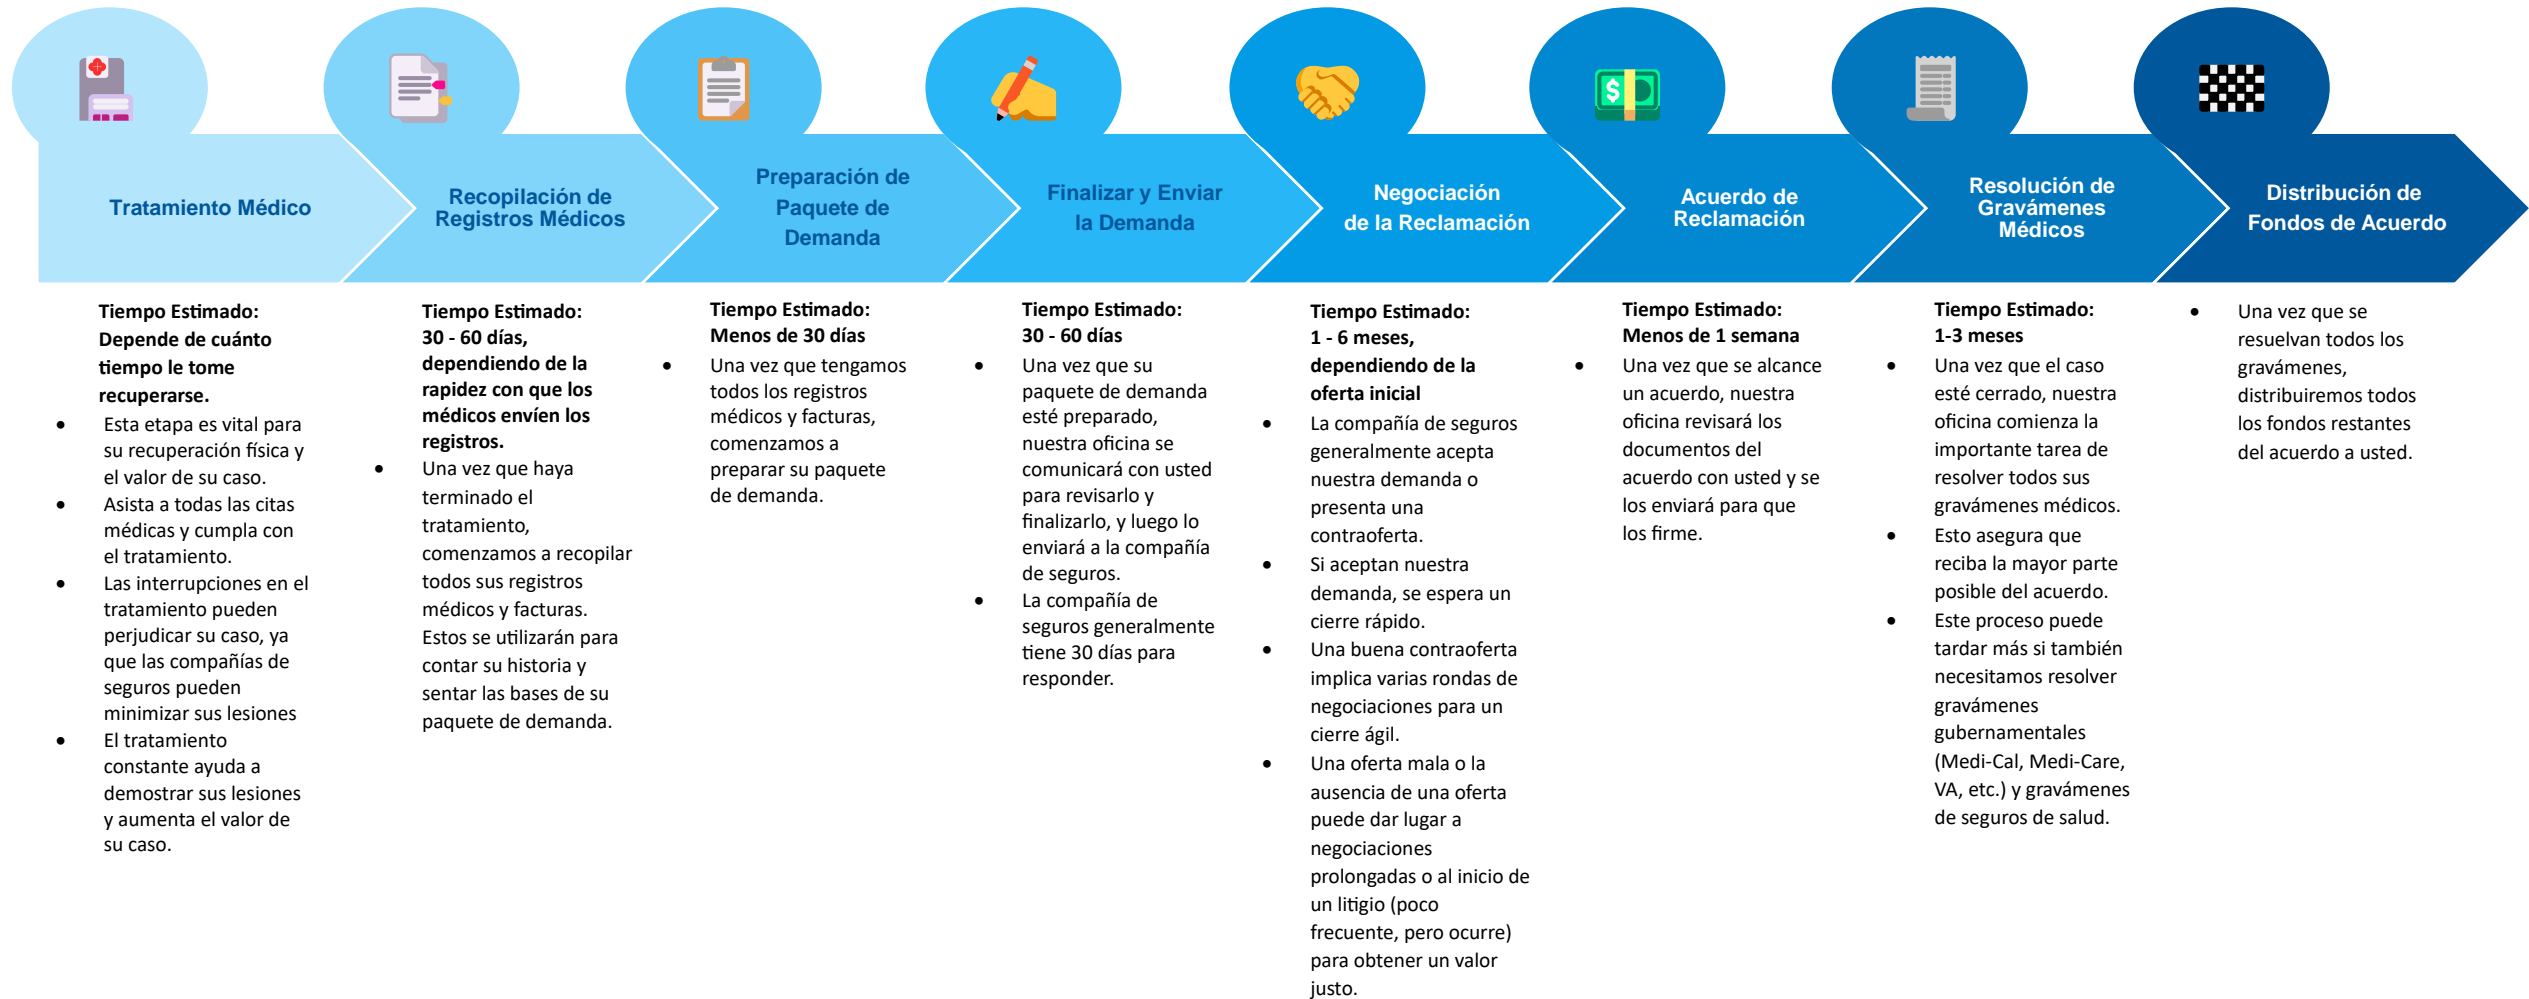 Tratamiento Médico
Recopilación de
Registros Médicos
Preparación de
Paquete de
Demanda
Finalizar y Enviar
la Demanda
Negociación
de la Reclamación
$
Acuerdo de
Reclamación
Resolución de
Gravámenes
Médicos
Distribución de
Fondos de Acuerdo
Tiempo Estimado:
Depende de cuánto
tiempo le tome
recuperarse.
• Esta etapa es vital para
su recuperación física y
el valor de su caso.
• Asista a todas las citas
médicas y cumpla con
el tratamiento.
• Las interrupciones en el
tratamiento pueden
perjudicar su caso, ya
que las compañías de
seguros pueden
minimizar sus lesiones
• El tratamiento
constante ayuda a
demostrar sus lesiones
y aumenta el valor de
su caso.
Tiempo Estimado:
30 - 60 días,
dependiendo de la
rapidez con que los
médicos envíen los
registros.
• Una vez que haya
terminado el
tratamiento,
comenzamos a recopilar
todos sus registros
médicos y facturas.
Estos se utilizarán para
contar su historia y
sentar las bases de su
paquete de demanda.
Tiempo Estimado:
Menos de 30 días
• Una vez que tengamos
todos los registros
médicos y facturas,
comenzamos a
preparar su paquete
de demanda.
Tiempo Estimado:
30 - 60 días
• Una vez que su
paquete de demanda
esté preparado,
nuestra oficina se
comunicará con usted
para revisarlo y
finalizarlo, y luego lo
enviará a la compañía
de seguros.
• La compañía de
seguros generalmente
tiene 30 días para
responder.
Tiempo Estimado:
1 - 6 meses,
dependiendo de la
oferta inicial
• La compañía de seguros
generalmente acepta
nuestra demanda o
presenta una
contraoferta.
• Si aceptan nuestra
demanda, se espera un
cierre rápido.
• Una buena contraoferta
implica varias rondas de
negociaciones para un
cierre ágil.
• Una oferta mala o la
ausencia de una oferta
puede dar lugar a
negociaciones
prolongadas o al inicio de
un litigio (poco
frecuente, pero ocurre)
para obtener un valor
justo.
Tiempo Estimado:
Menos de 1 semana
• Una vez que se alcance
un acuerdo, nuestra
oficina revisará los
documentos del
acuerdo con usted y se
los enviará para que
los firme.
Tiempo Estimado:
1-3 meses
• Una vez que el caso
esté cerrado, nuestra
oficina comienza la
importante tarea de
resolver todos sus
gravámenes médicos.
• Esto asegura que
reciba la mayor parte
posible del acuerdo.
• Este proceso puede
tardar más si también
necesitamos resolver
gravámenes
gubernamentales
(Medi-Cal, Medi-Care,
VA, etc.) y gravámenes
de seguros de salud.
• Una vez que se
resuelvan todos los
gravámenes,
distribuiremos todos
los fondos restantes
del acuerdo a usted.